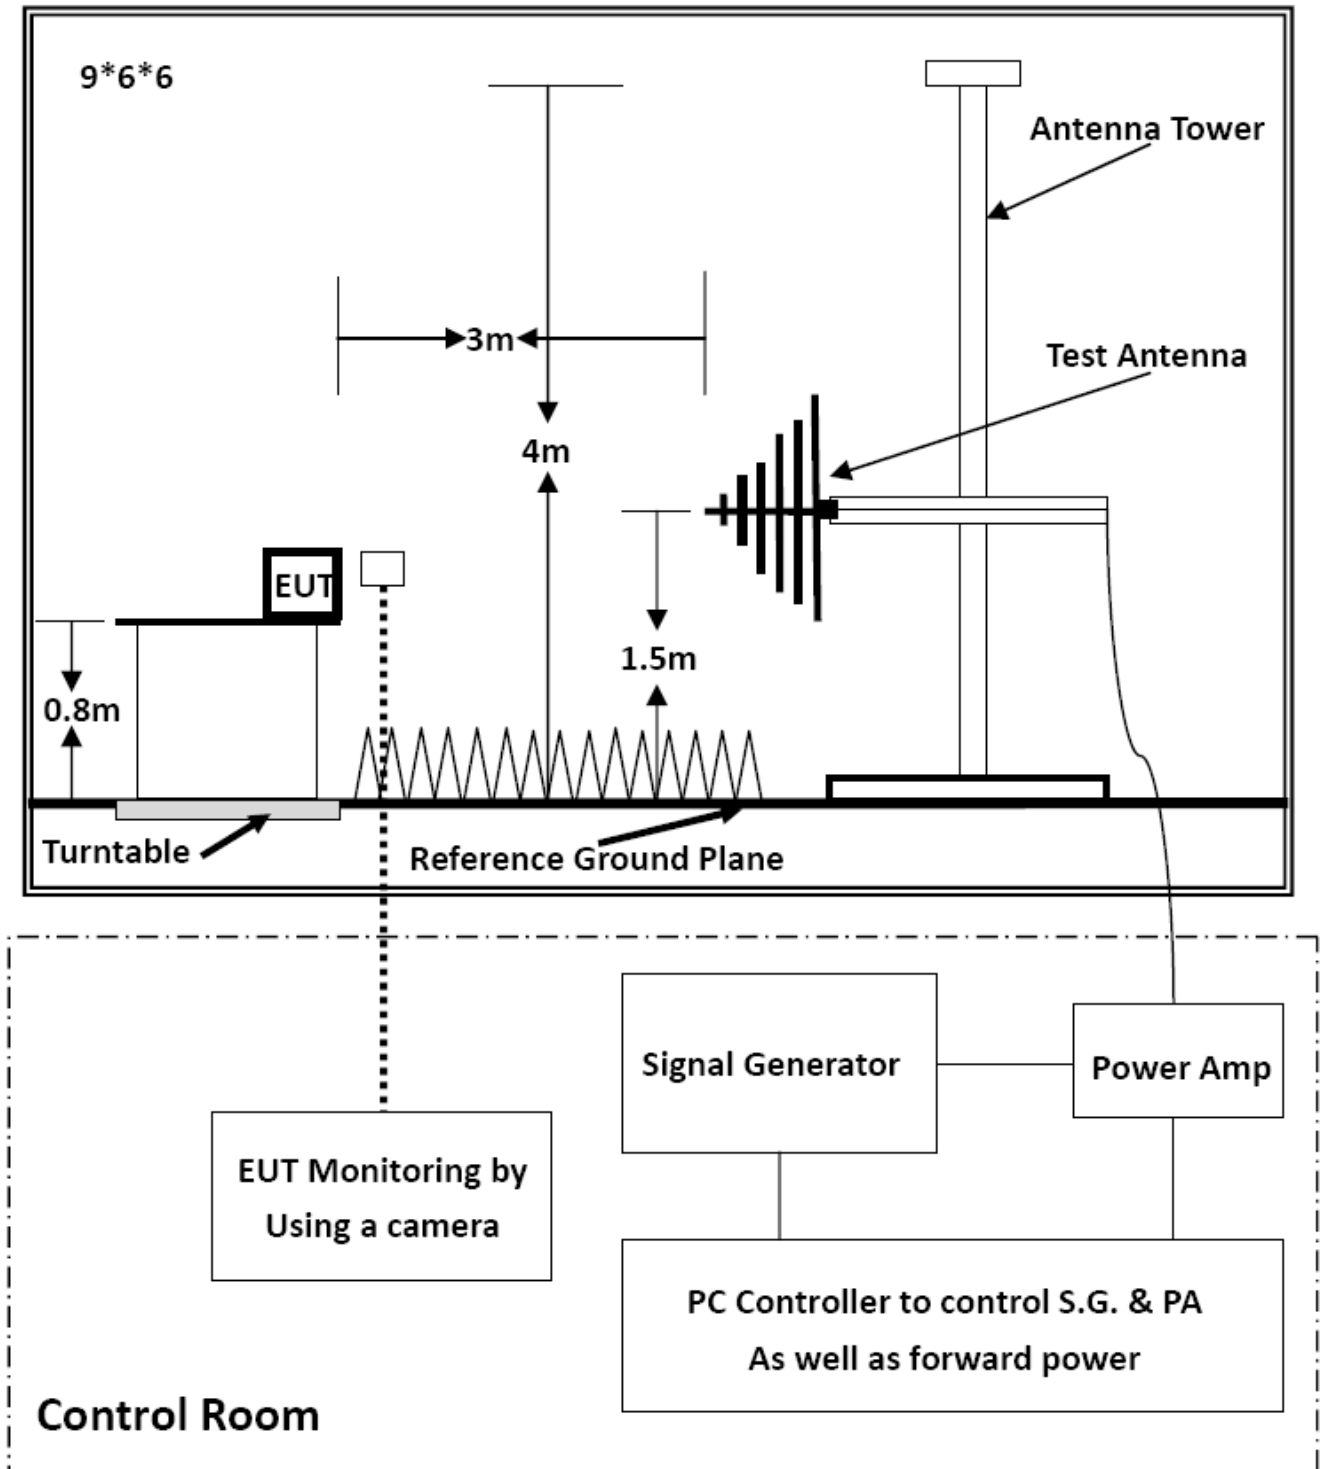 9*6*6
Antenna Tower
3m
Test Antenna
4m
EUT
1.5m
0.8m
Turntable
Reference Ground Plane
Signal Generator
Power Amp
EUT Monitoring by
Using a camera
PC Controller to control S.G. & PA
As well as forward power
Control Room